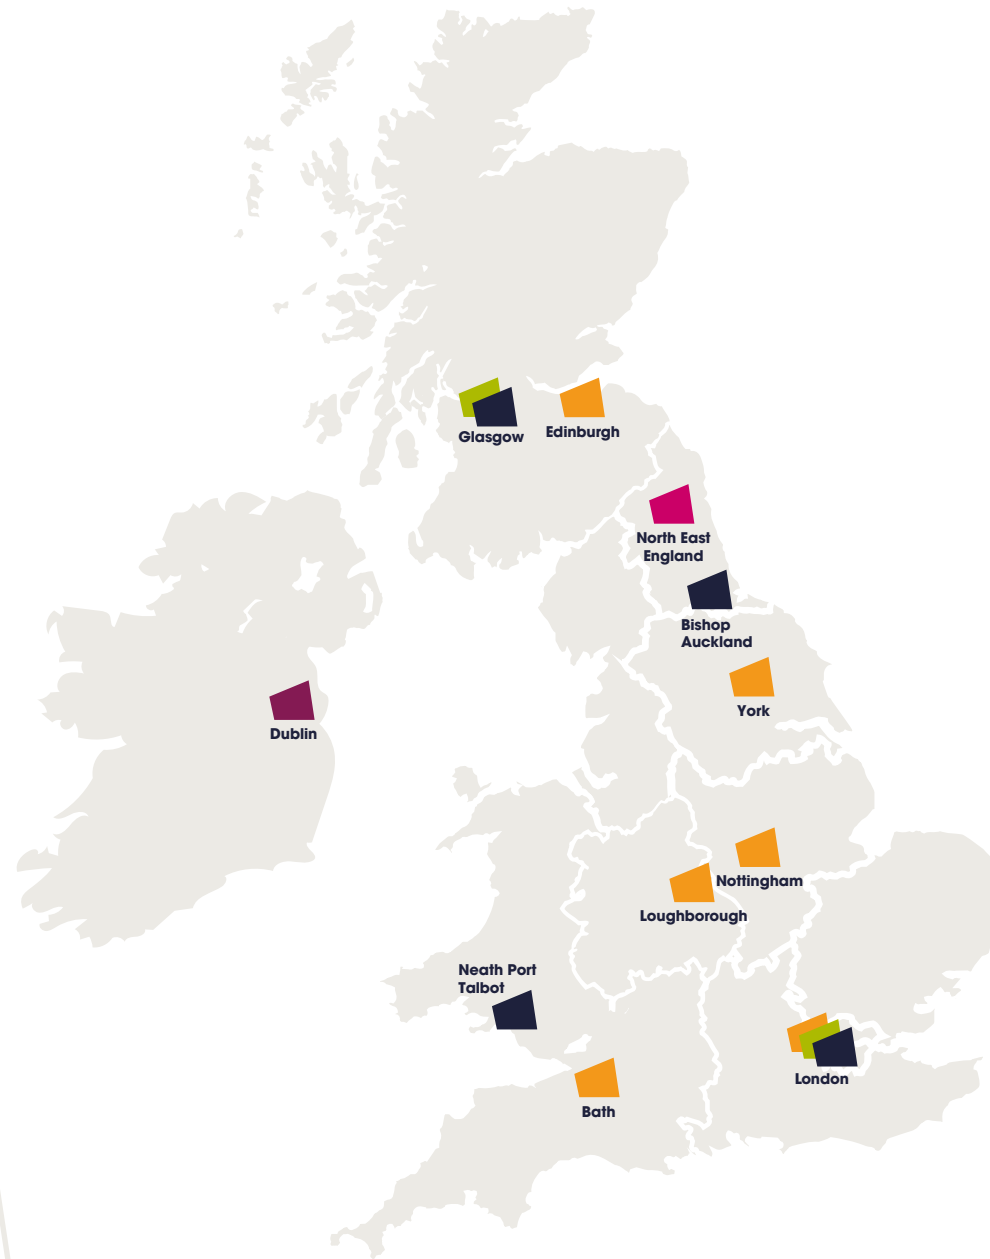 Glasgow
Edinburgh
North East
England
Bishop
Auckland
York
Dublin
Nottingham
Loughborough
Neath Port
Talbot
London
Bath